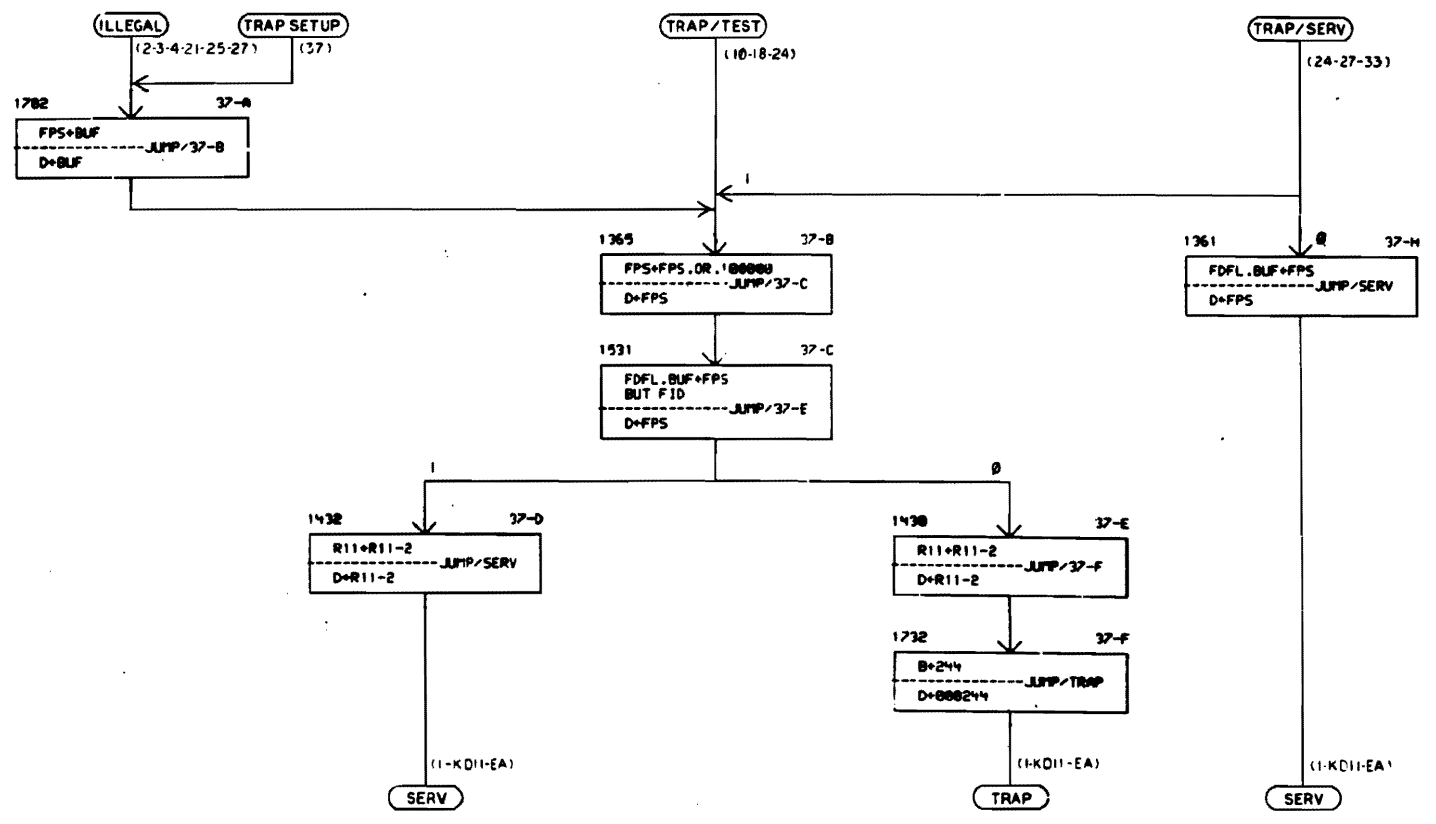 ILLEGAL
TRAP SETUP
TRAP/TEST
TRAP/SERV
(2-3-4-21-25-27)
(37)
(10-18-24)
(24-27-33)
1702 37-A
FPS←BUF
JUMP/37-B
D←BUF
1
1365 37-B
FPS←FPS.OR.100000
JUMP/37-C
D←FPS
1361 0 37-H
FDFL.BUF←FPS
JUMP/SERV
D←FPS
1531 37-C
FDFL.BUF←FPS
BUT FID
JUMP/37-E
D←FPS
1
0
1432 37-D
R11←R11-2
JUMP/SERV
D←R11-2
1430 37-E
R11←R11-2
JUMP/37-F
D←R11-2
1732 37-F
B←244
JUMP/TRAP
D←000244
(1-KD11-EA)
(1-KD11-EA)
(1-KD11-EA)
SERV
TRAP
SERV